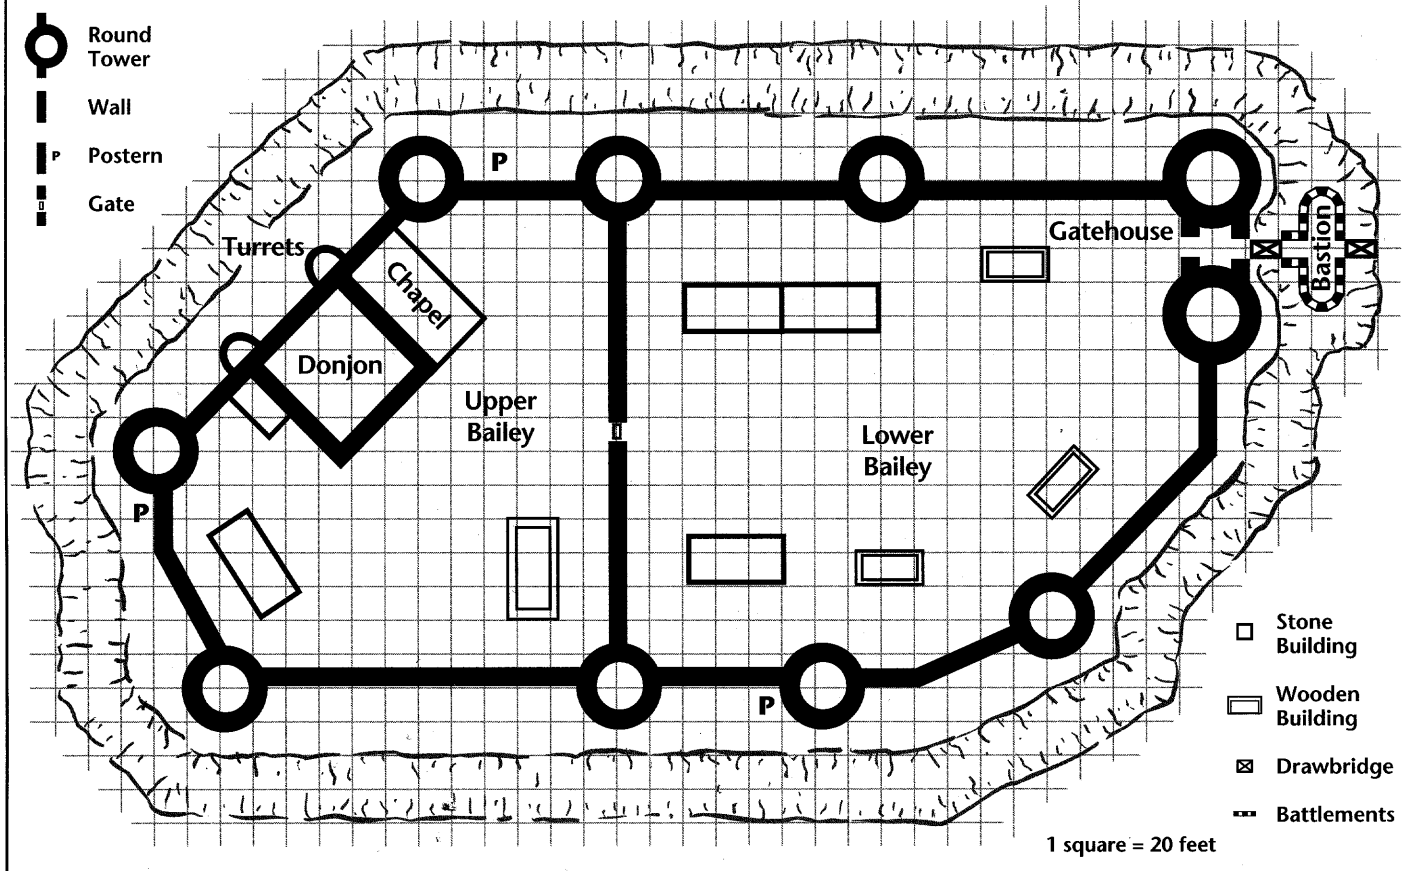 Round
Tower
Wall
P
Postern
Gate
P
Turrets
Chapel
Donjon
Gatehouse
Bastion
Upper
Bailey
Lower
Bailey
P
P
Stone
Building
Wooden
Building
Drawbridge
Battlements
1 square = 20 feet